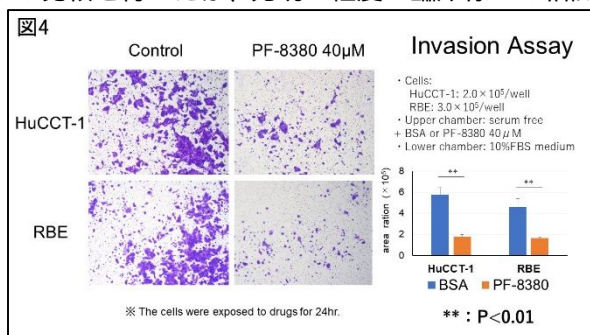 図4
Control
PF-8380 40μM
HuCCT-1
RBE
※ The cells were exposed to drugs for 24hr.
Invasion Assay
・Cells:
HuCCT-1: 2.0×10⁵/well
RBE: 3.0×10⁵/well
・Upper chamber: serum free
+ BSA or PF-8380 40μM
・Lower chamber: 10%FBS medium
area ration (×10⁵)
8
6
4
2
0
**
**
HuCCT-1
RBE
BSA
PF-8380
**：P<0.01